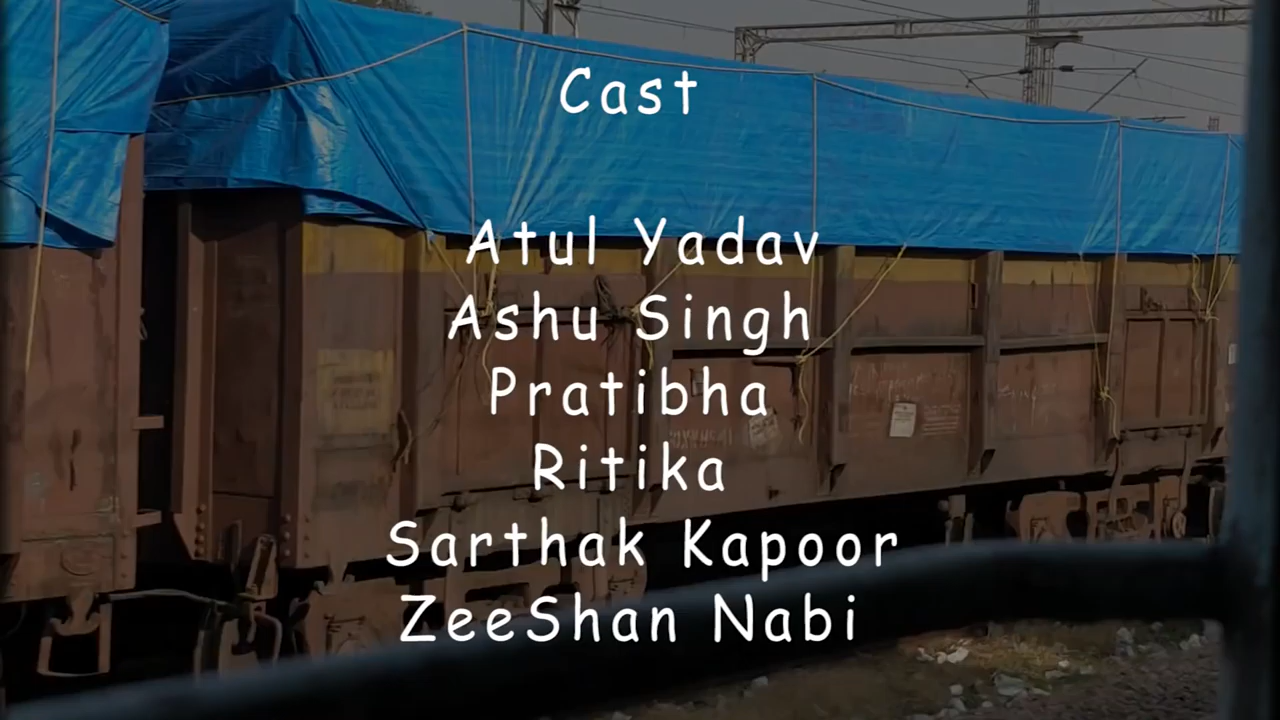 Cast
Atul Yadav
Ashu Singh
Pratibha
Ritika
Sarthak Kapoor
ZeeShan Nabi